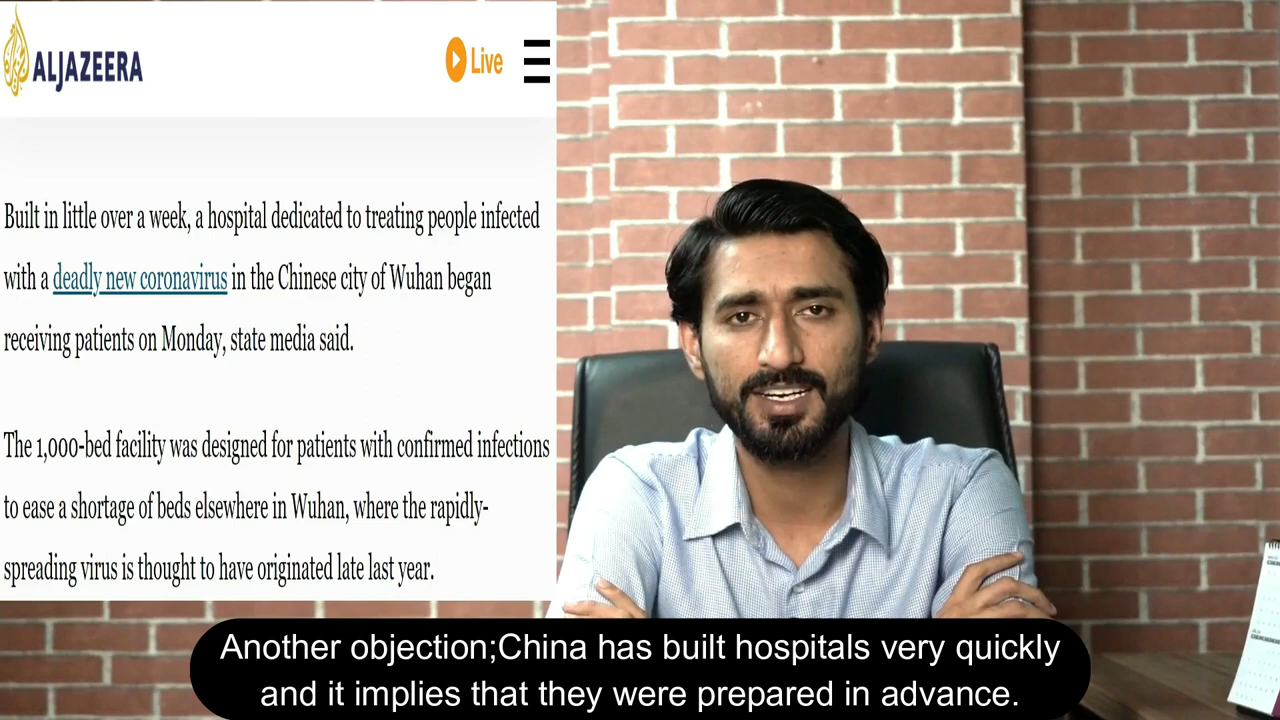 ALJAZEERA
Live
Built in little over a week, a hospital dedicated to treating people infected
with a deadly new coronavirus in the Chinese city of Wuhan began
receiving patients on Monday, state media said.
The 1,000-bed facility was designed for patients with confirmed infections
to ease a shortage of beds elsewhere in Wuhan, where the rapidly-
spreading virus is thought to have originated late last year.
Another objection;China has built hospitals very quickly
and it implies that they were prepared in advance.